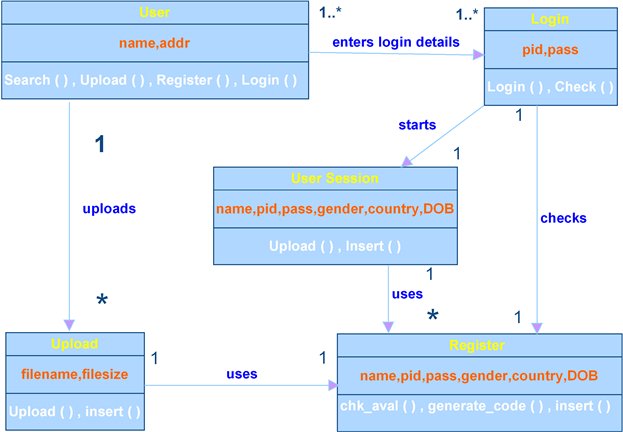 User
1..*
1..*
Login
name,addr
enters login details
pid,pass
Search ( ) , Upload ( ) , Register ( ) , Login ( )
Login ( ) , Check ( )
1
1
starts
1
User Session
uploads
name,pid,pass,gender,country,DOB
checks
Upload ( ) , Insert ( )
1
*
uses
*
1
Upload
Register
filename,filesize
1
uses
1
name,pid,pass,gender,country,DOB
Upload ( ) , insert ( )
chk_aval ( ) , generate_code ( ) , insert ( )